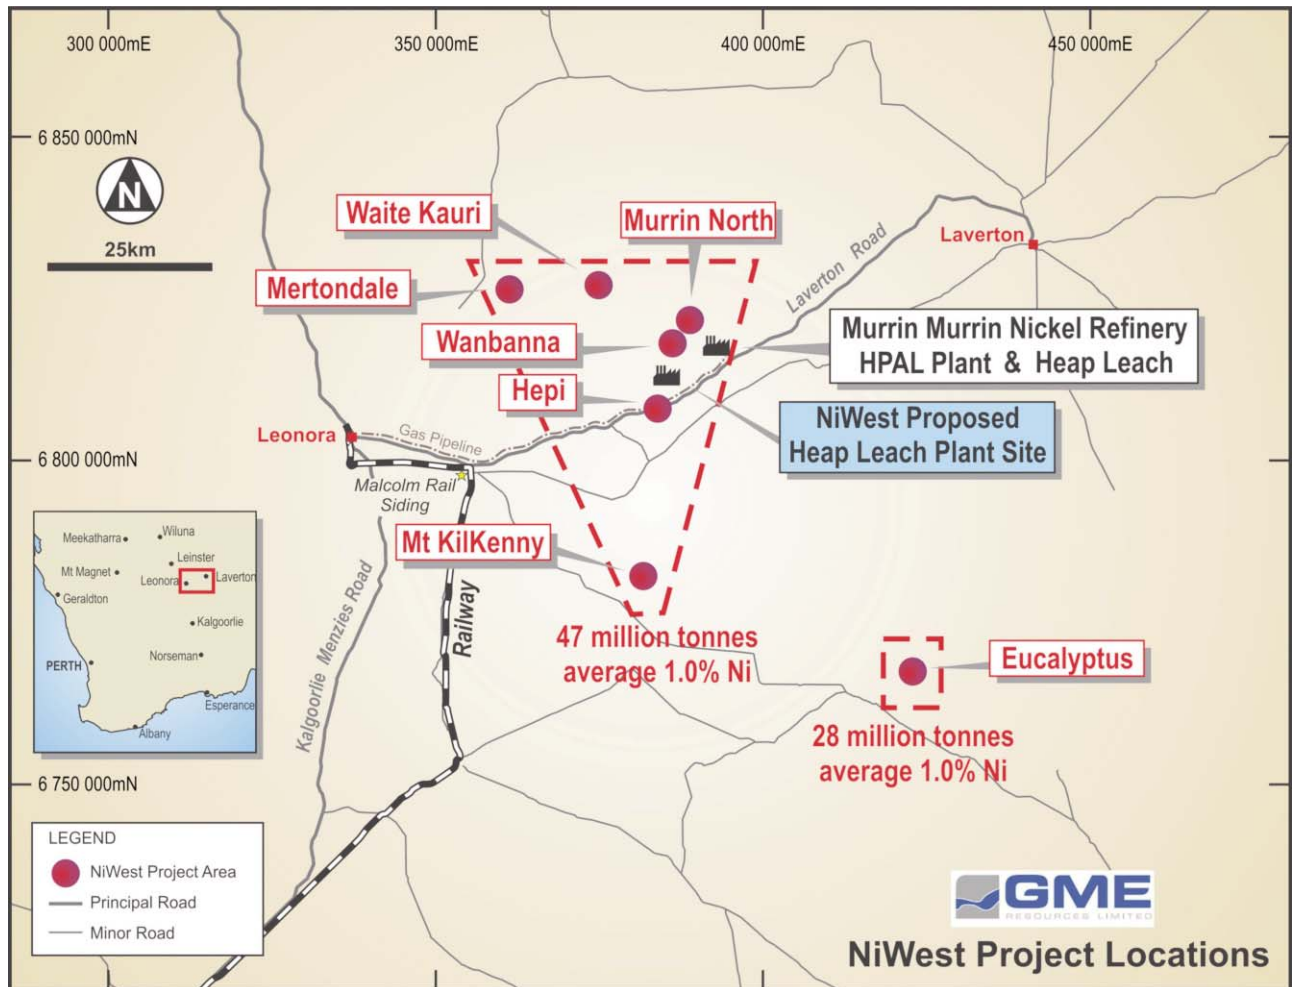 300 000mE
350 000mE
400 000mE
450 000mE
6 850 000mN
N
25km
Waite Kauri
Murrin North
Laverton
Laverton Road
Mertondale
Wanbanna
Murrin Murrin Nickel Refinery
HPAL Plant & Heap Leach
Hepi
NiWest Proposed
Heap Leach Plant Site
Leonora
Gas Pipeline
6 800 000mN
Malcolm Rail
Siding
Mt KilKenny
Kalgoorlie Menzies Road
Railway
47 million tonnes
average 1.0% Ni
Eucalyptus
28 million tonnes
average 1.0% Ni
Meekatharra
Wiluna
Leinster
Mt Magnet
Leonora
Laverton
Geraldton
Kalgoorlie
PERTH
Norseman
Esperance
Albany
6 750 000mN
LEGEND
NiWest Project Area
Principal Road
Minor Road
GME
RESOURCES LIMITED
NiWest Project Locations